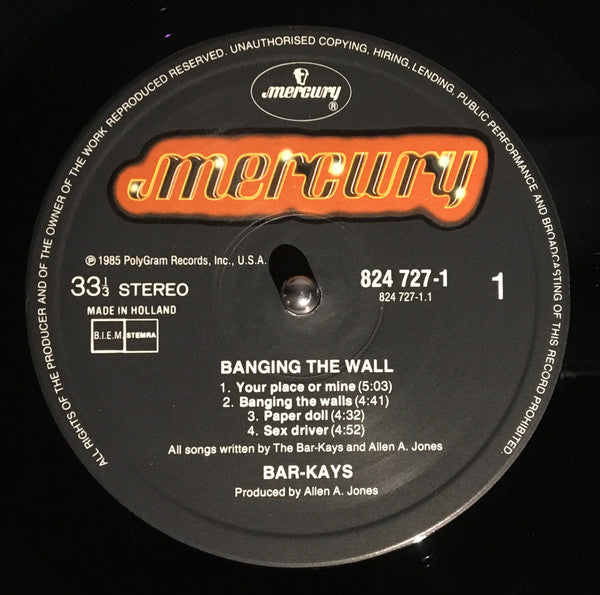 ALL RIGHTS OF THE PRODUCER AND OF THE OWNER OF THE WORK REPRODUCED RESERVED. UNAUTHORISED COPYING, HIRING, LENDING, PUBLIC PERFORMANCE AND BROADCASTING OF THIS RECORD PROHIBITED.
mercury
®
mercury
℗ 1985 PolyGram Records, Inc., U.S.A.
33⅓ STEREO
MADE IN HOLLAND
B.I.E.M. STEMRA
824 727-1
824 727-1.1
1
BANGING THE WALL
1. Your place or mine (5:03)
2. Banging the walls (4:41)
3. Paper doll (4:32)
4. Sex driver (4:52)
All songs written by The Bar-Kays and Allen A. Jones
BAR-KAYS
Produced by Allen A. Jones